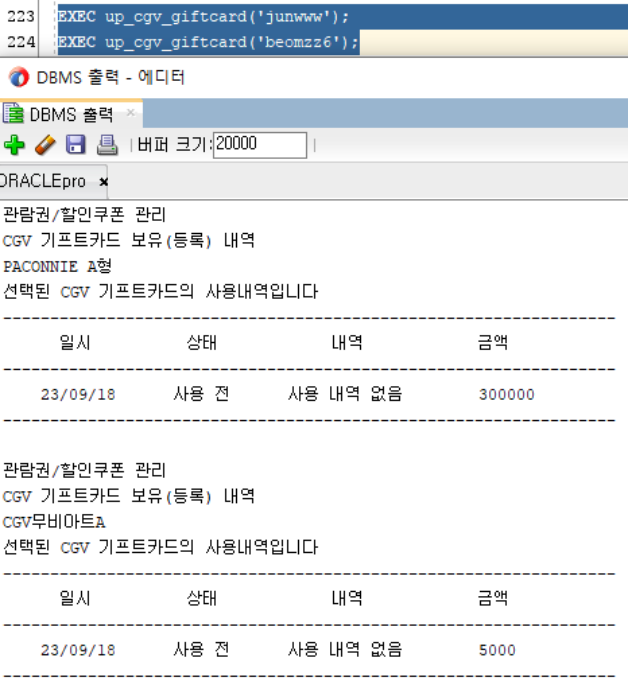 223 EXEC up_cgv_giftcard('junwww');
224 EXEC up_cgv_giftcard('beomzz6');
DBMS 출력 - 에디터
DBMS 출력 ×
버퍼 크기:20000
ORACLEpro ×
관람권/할인쿠폰 관리
CGV 기프트카드 보유(등록) 내역
PACONNIE A형
선택된 CGV 기프트카드의 사용내역입니다
------------------------------------------------------------------
일시 상태 내역 금액
------------------------------------------------------------------
23/09/18 사용 전 사용 내역 없음 300000
------------------------------------------------------------------
관람권/할인쿠폰 관리
CGV 기프트카드 보유(등록) 내역
CGV무비아트A
선택된 CGV 기프트카드의 사용내역입니다
------------------------------------------------------------------
일시 상태 내역 금액
------------------------------------------------------------------
23/09/18 사용 전 사용 내역 없음 5000
------------------------------------------------------------------